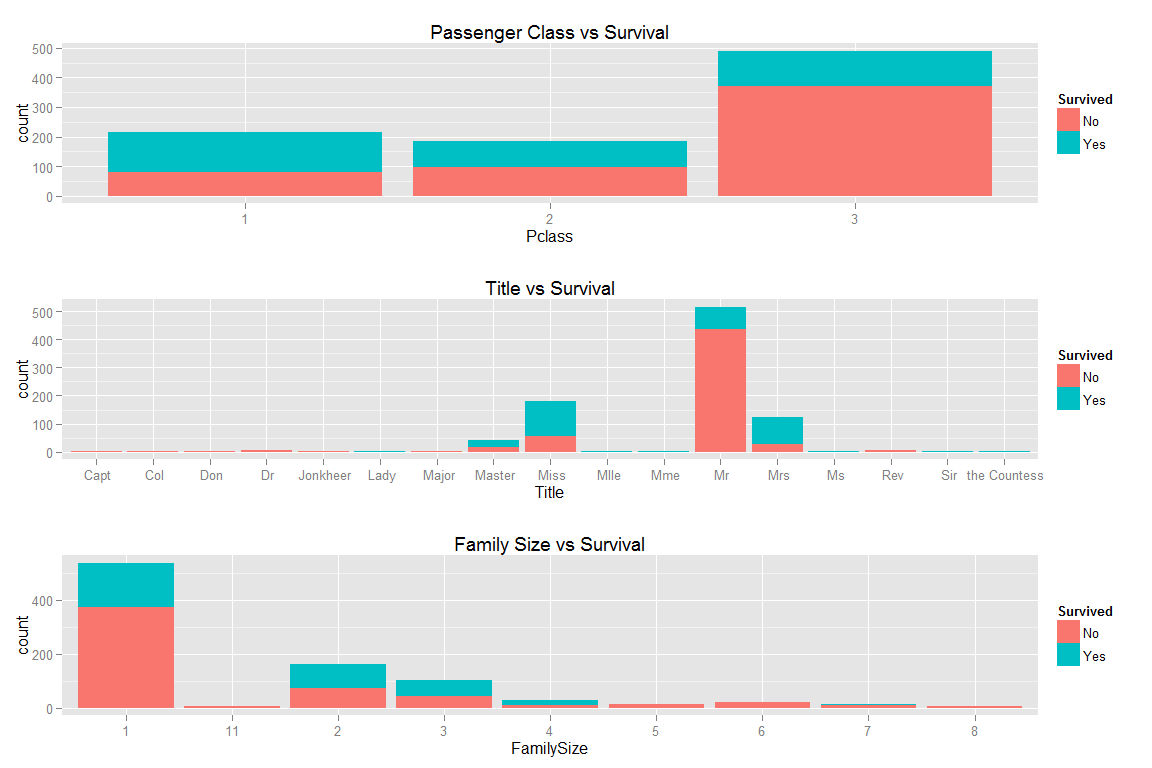 Passenger Class vs Survival
500
400
300
200
100
0
count
1 2 3
Pclass
Survived
No
Yes
Title vs Survival
500
400
300
200
100
0
count
Capt Col Don Dr Jonkheer Lady Major Master Miss Mlle Mme Mr Mrs Ms Rev Sir the Countess
Title
Survived
No
Yes
Family Size vs Survival
400
200
0
count
1 11 2 3 4 5 6 7 8
FamilySize
Survived
No
Yes